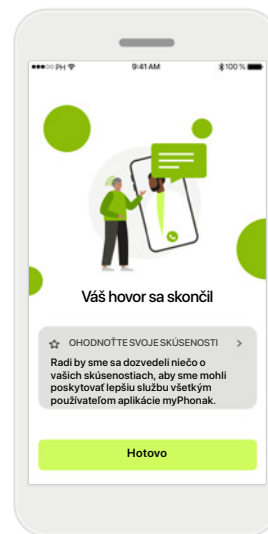 PH 9:41 AM 100 %
Váš hovor sa skončil
OHODNOŤTE SVOJE SKÚSENOSTI
Radi by sme sa dozvedeli niečo o
vašich skúsenostiach, aby sme mohli
poskytovať lepšiu službu všetkým
používateľom aplikácie myPhonak.
Hotovo